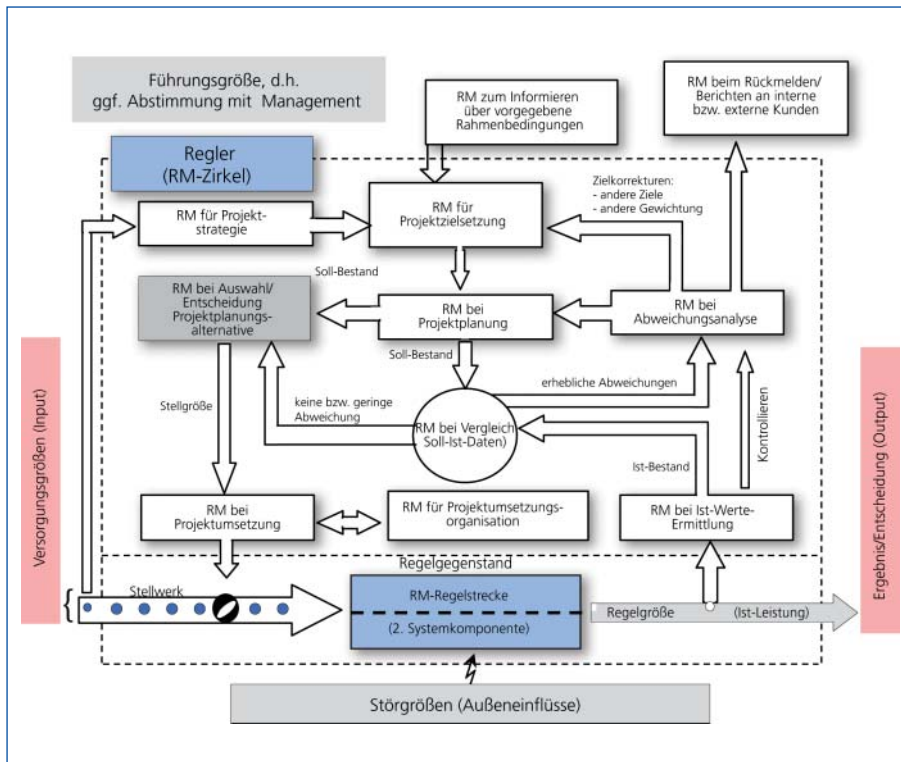 Führungsgröße, d.h.
ggf. Abstimmung mit Management
RM zum Informieren
über vorgegebene
Rahmenbedingungen
RM beim Rückmelden/
Berichten an interne
bzw. externe Kunden
Regler
(RM-Zirkel)
Zielkorrekturen:
- andere Ziele
- andere Gewichtung
RM für Projekt-
strategie
RM für
Projektzielsetzung
Soll-Bestand
RM bei Auswahl/
Entscheidung
Projektplanungs-
alternative
RM bei
Projektplanung
RM bei
Abweichungsanalyse
Soll-Bestand
erhebliche Abweichungen
Stellgröße
keine bzw. geringe
Abweichung
RM bei Vergleich
Soll-Ist-Daten)
Kontrollieren
Ist-Bestand
RM bei
Projektumsetzung
RM für Projektumsetzungs-
organisation
RM bei Ist-Werte-
Ermittlung
Versorgungsgrößen (Input)
Ergebnis/Entscheidung (Output)
Regelgegenstand
Stellwerk
{
RM-Regelstrecke
(2. Systemkomponente)
Regelgröße
(Ist-Leistung)
Störgrößen (Außeneinflüsse)